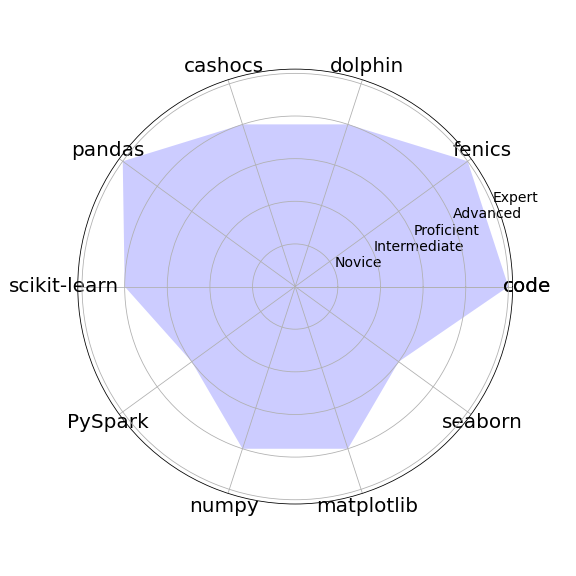 cashocs
dolphin
pandas
fenics
Expert
Advanced
Proficient
Intermediate
Novice
scikit-learn
code
PySpark
seaborn
numpy
matplotlib